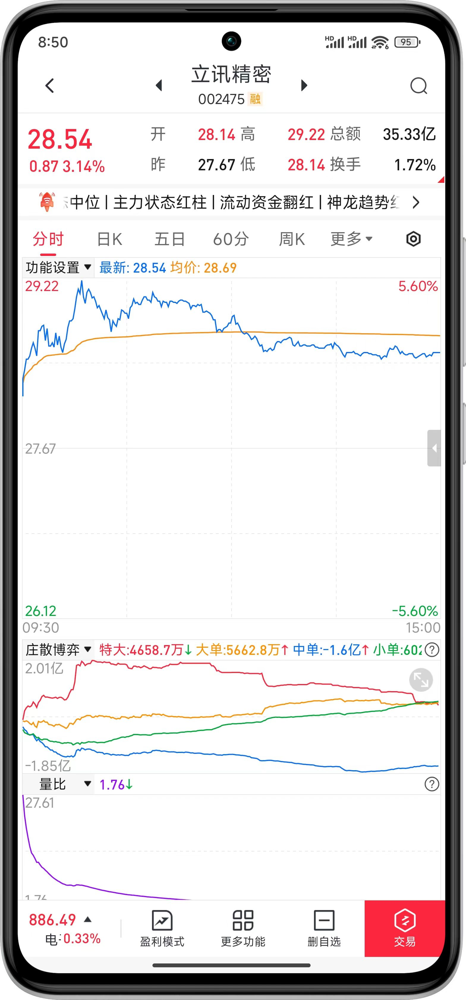 8:50 HD HD 6 95
立讯精密
002475 融
28.54 开 28.14 高 29.22 总额 35.33亿
0.87 3.14% 昨 27.67 低 28.14 换手 1.72%
中位 | 主力状态红柱 | 流动资金翻红 | 神龙趋势
分时 日K 五日 60分 周K 更多
功能设置 最新: 28.54 均价: 28.69
29.22 5.60%
27.67
26.12 -5.60%
09:30 15:00
庄散博弈 特大:4658.7万↓ 大单:5662.8万↑ 中单:-1.6亿↑ 小单:602 ?
2.01亿
-1.85亿
量比 1.76↓ ?
27.61
1.76
886.49
电: 0.33%
盈利模式 更多功能 删自选 交易